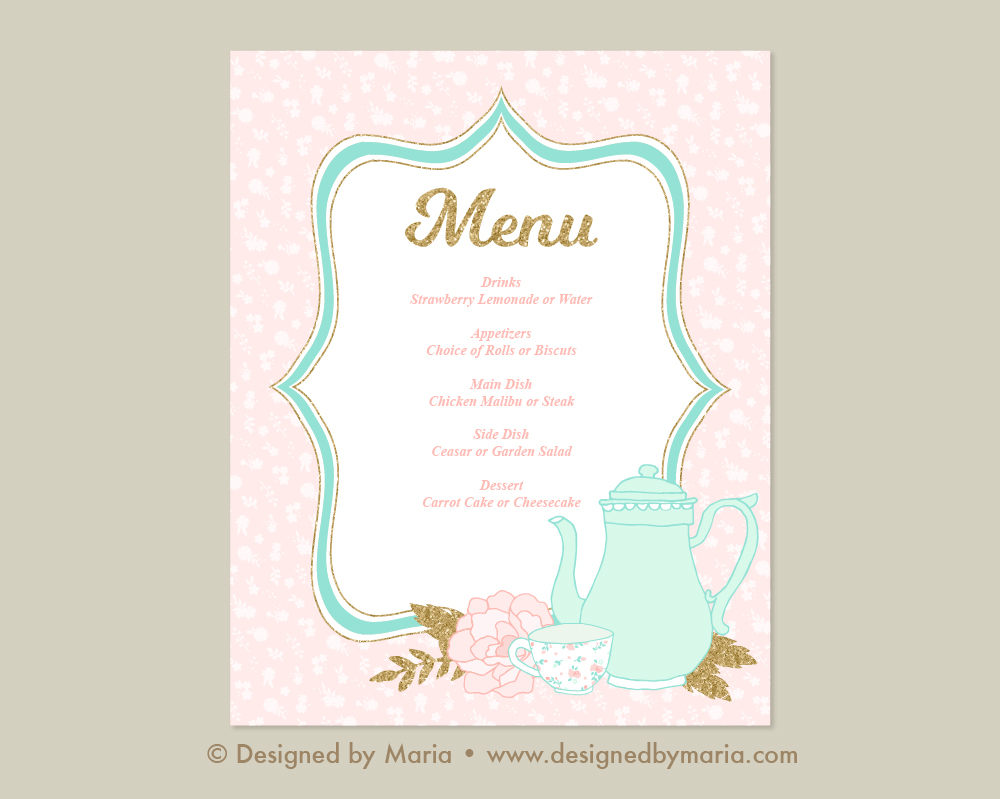 Menu
Drinks
Strawberry Lemonade or Water
Appetizers
Choice of Rolls or Biscuts
Main Dish
Chicken Malibu or Steak
Side Dish
Ceasar or Garden Salad
Dessert
Carrot Cake or Cheesecake
© Designed by Maria • www.designedbymaria.com